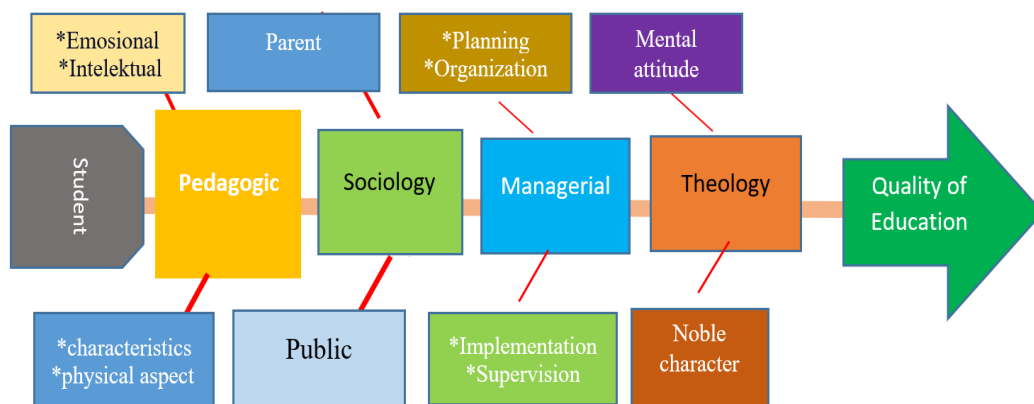 *Emosional
*Intelektual
Parent
*Planning
*Organization
Mental
attitude
Student
Pedagogic
Sociology
Managerial
Theology
Quality of
Education
*characteristics
*physical aspect
Public
*Implementation
*Supervision
Noble
character